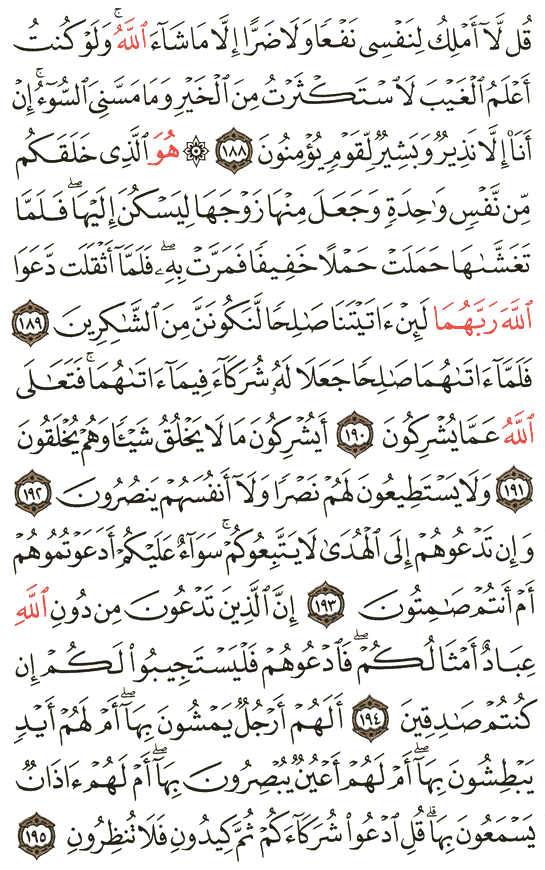 قُل لَّآ أَمْلِكُ لِنَفْسِى نَفْعًا وَلَا ضَرًّا إِلَّا مَا شَآءَ ٱللَّهُ ۚ وَلَوْ كُنتُ
أَعْلَمُ ٱلْغَيْبَ لَٱسْتَكْثَرْتُ مِنَ ٱلْخَيْرِ وَمَا مَسَّنِىَ ٱلسُّوٓءُ ۚ إِنْ
أَنَا۠ إِلَّا نَذِيرٌ وَبَشِيرٌ لِّقَوْمٍ يُؤْمِنُونَ ١٨٨ ۞ هُوَ ٱلَّذِى خَلَقَكُم
مِّن نَّفْسٍ وَٰحِدَةٍ وَجَعَلَ مِنْهَا زَوْجَهَا لِيَسْكُنَ إِلَيْهَا ۖ فَلَمَّا
تَغَشَّىٰهَا حَمَلَتْ حَمْلًا خَفِيفًا فَمَرَّتْ بِهِۦ ۖ فَلَمَّآ أَثْقَلَت دَّعَوَا
ٱللَّهَ رَبَّهُمَا لَئِنْ ءَاتَيْتَنَا صَٰلِحًا لَّنَكُونَنَّ مِنَ ٱلشَّٰكِرِينَ ١٨٩
فَلَمَّآ ءَاتَىٰهُمَا صَٰلِحًا جَعَلَا لَهُۥ شُرَكَآءَ فِيمَآ ءَاتَىٰهُمَا ۚ فَتَعَٰلَى
ٱللَّهُ عَمَّا يُشْرِكُونَ ١٩٠ أَيُشْرِكُونَ مَا لَا يَخْلُقُ شَيْـًٔا وَهُمْ يُخْلَقُونَ
١٩١ وَلَا يَسْتَطِيعُونَ لَهُمْ نَصْرًا وَلَآ أَنفُسَهُمْ يَنصُرُونَ ١٩٢
وَإِن تَدْعُوهُمْ إِلَى ٱلْهُدَىٰ لَا يَتَّبِعُوكُمْ ۚ سَوَآءٌ عَلَيْكُمْ أَدَعَوْتُمُوهُمْ
أَمْ أَنتُمْ صَٰمِتُونَ ١٩٣ إِنَّ ٱلَّذِينَ تَدْعُونَ مِن دُونِ ٱللَّهِ
عِبَادٌ أَمْثَالُكُمْ ۖ فَٱدْعُوهُمْ فَلْيَسْتَجِيبُوا۟ لَكُمْ إِن
كُنتُمْ صَٰدِقِينَ ١٩٤ أَلَهُمْ أَرْجُلٌ يَمْشُونَ بِهَآ ۖ أَمْ لَهُمْ أَيْدٍ
يَبْطِشُونَ بِهَآ ۖ أَمْ لَهُمْ أَعْيُنٌ يُبْصِرُونَ بِهَآ ۖ أَمْ لَهُمْ ءَاذَانٌ
يَسْمَعُونَ بِهَا ۗ قُلِ ٱدْعُوا۟ شُرَكَآءَكُمْ ثُمَّ كِيدُونِ فَلَا تُنظِرُونِ ١٩٥